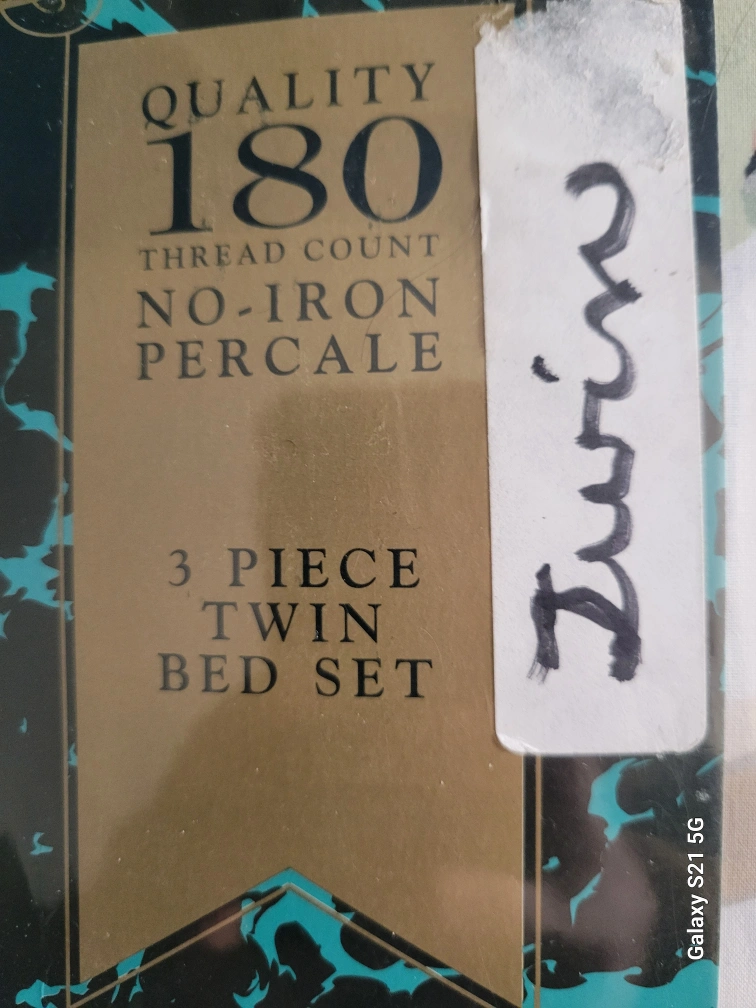 QUALITY
180
THREAD COUNT
NO-IRON
PERCALE
3 PIECE
TWIN
BED SET
Twin
Galaxy S21 5G